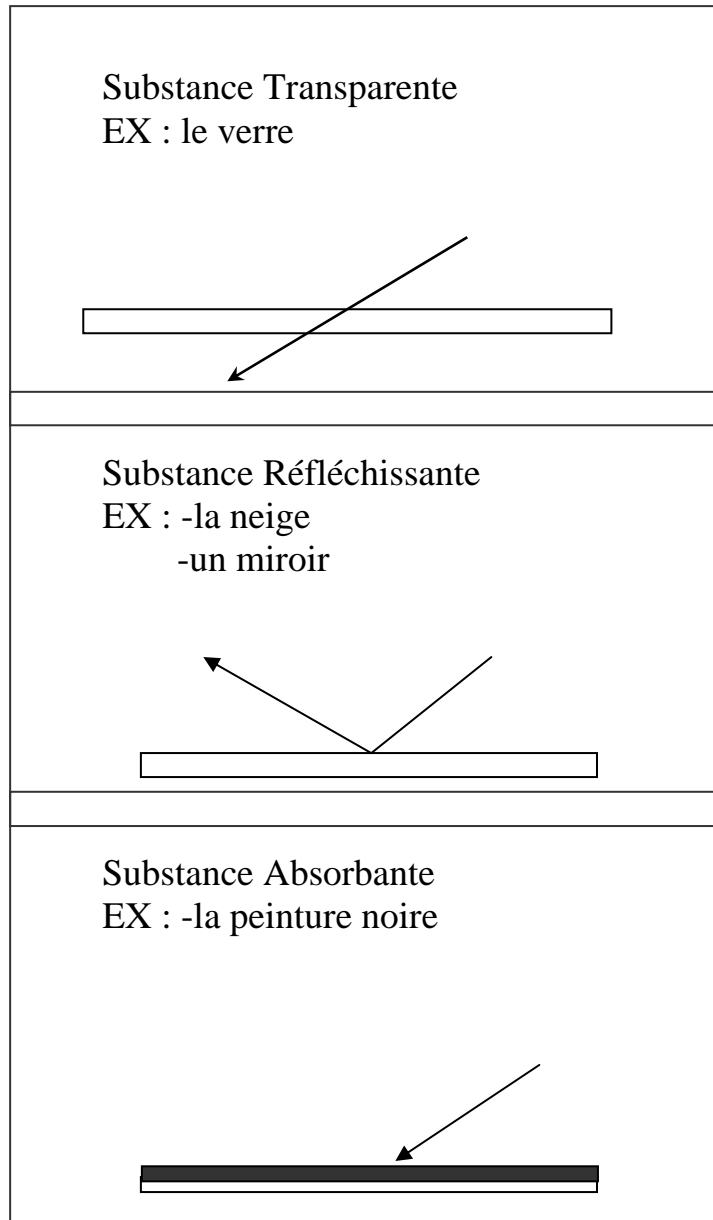 Substance Transparente
EX : le verre
Substance Réfléchissante
EX : -la neige
-un miroir
Substance Absorbante
EX : -la peinture noire